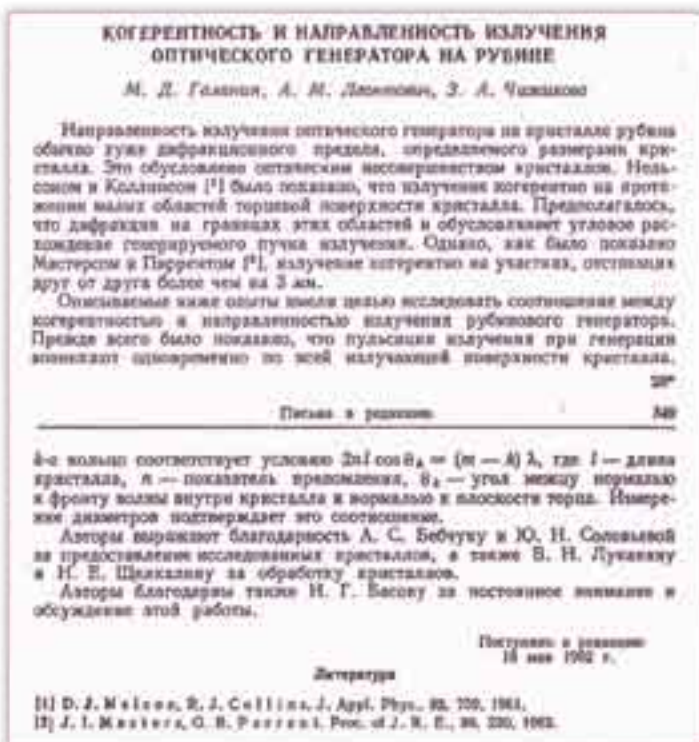 КОГЕРЕНТНОСТЬ И НАПРАВЛЕННОСТЬ ИЗЛУЧЕНИЯ
ОПТИЧЕСКОГО ГЕНЕРАТОРА НА РУБИНЕ
М. Д. Галанин, А. М. Леонтович, З. А. Чижикова
Направленность излучения оптического генератора на кристалле рубина
обычно хуже дифракционного предела, определяемого размерами кри-
сталла. Это обусловлено оптическим несовершенством кристаллов. Нель-
соном и Коллинсом [1] было показано, что излучение когерентно на протя-
жении малых областей торцевой поверхности кристалла. Предполагалось,
что дифракция на границах этих областей и обусловливает угловое рас-
хождение генерируемого пучка излучения. Однако, как было показано
Мастерсом и Паррентом [2], излучение когерентно на участках, отстоящих
друг от друга более чем на 3 мм.
Описываемые ниже опыты имели целью исследовать соотношение между
когерентностью и направленностью излучения рубинового генератора.
Прежде всего было показано, что пульсации излучения при генерации
возникают одновременно по всей излучающей поверхности кристалла.
Письма в редакцию 349
k-е кольцо соответствует условию 2nl cos θk = (m — k) λ, где l — длина
кристалла, n — показатель преломления, θk — угол между нормалью
к фронту волны внутри кристалла и нормалью к плоскости торца. Измере-
ние диаметров подтверждает это соотношение.
Авторы выражают благодарность А. С. Бебчуку и Ю. Н. Соловьевой
за предоставление исследованных кристаллов, а также В. Н. Луканину
и Н. Е. Щелкалину за обработку кристаллов.
Авторы благодарны также Н. Г. Басову за постоянное внимание и
обсуждение этой работы.
Поступило в редакцию
18 мая 1962 г.
Литература
[1] D. J. Nelson, R. J. Collins, J. Appl. Phys., 1961.
[2] J. I. Masters, G. B. Parrent, Proc. of J. R. E., 1962.